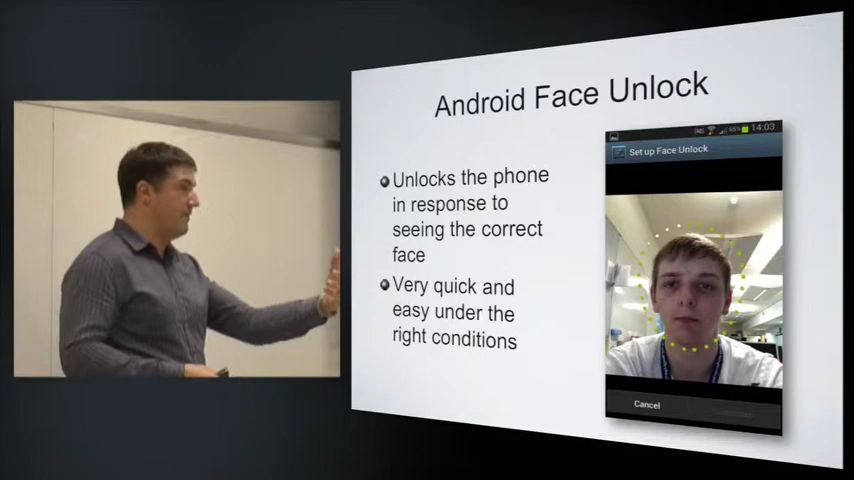 Android Face Unlock
Unlocks the phone
in response to
seeing the correct
face
Very quick and
easy under the
right conditions
14:03
Set up Face Unlock
Cancel